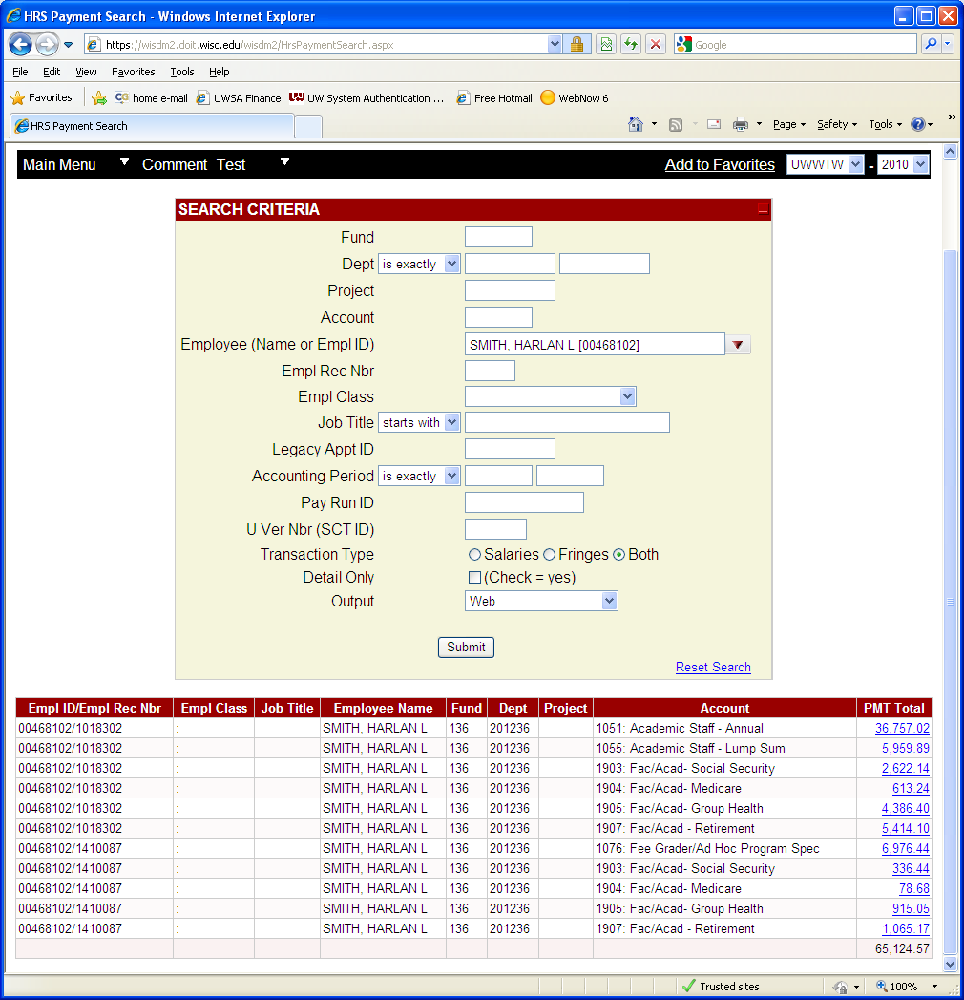 HRS Payment Search - Windows Internet Explorer
https://wisdm2.doit.wisc.edu/wisdm2/HrsPaymentSearch.aspx Google
File Edit View Favorites Tools Help
Favorites home e-mail UWSA Finance UW System Authentication ... Free Hotmail WebNow 6
HRS Payment Search Page Safety Tools »
Main Menu Comment Test Add to Favorites UWWTW - 2010
SEARCH CRITERIA
Fund
Dept is exactly
Project
Account
Employee (Name or Empl ID) SMITH, HARLAN L [00468102]
Empl Rec Nbr
Empl Class
Job Title starts with
Legacy Appt ID
Accounting Period is exactly
Pay Run ID
U Ver Nbr (SCT ID)
Transaction Type Salaries Fringes Both
Detail Only (Check = yes)
Output Web
Submit
Reset Search
Empl ID/Empl Rec Nbr Empl Class Job Title Employee Name Fund Dept Project Account PMT Total
00468102/1018302 : SMITH, HARLAN L 136 201236 1051: Academic Staff - Annual 36,757.02
00468102/1018302 : SMITH, HARLAN L 136 201236 1055: Academic Staff - Lump Sum 5,959.89
00468102/1018302 : SMITH, HARLAN L 136 201236 1903: Fac/Acad- Social Security 2,622.14
00468102/1018302 : SMITH, HARLAN L 136 201236 1904: Fac/Acad- Medicare 613.24
00468102/1018302 : SMITH, HARLAN L 136 201236 1905: Fac/Acad- Group Health 4,386.40
00468102/1018302 : SMITH, HARLAN L 136 201236 1907: Fac/Acad - Retirement 5,414.10
00468102/1410087 : SMITH, HARLAN L 136 201236 1076: Fee Grader/Ad Hoc Program Spec 6,976.44
00468102/1410087 : SMITH, HARLAN L 136 201236 1903: Fac/Acad- Social Security 336.44
00468102/1410087 : SMITH, HARLAN L 136 201236 1904: Fac/Acad- Medicare 78.68
00468102/1410087 : SMITH, HARLAN L 136 201236 1905: Fac/Acad- Group Health 915.05
00468102/1410087 : SMITH, HARLAN L 136 201236 1907: Fac/Acad - Retirement 1,065.17
65,124.57
Trusted sites 100%